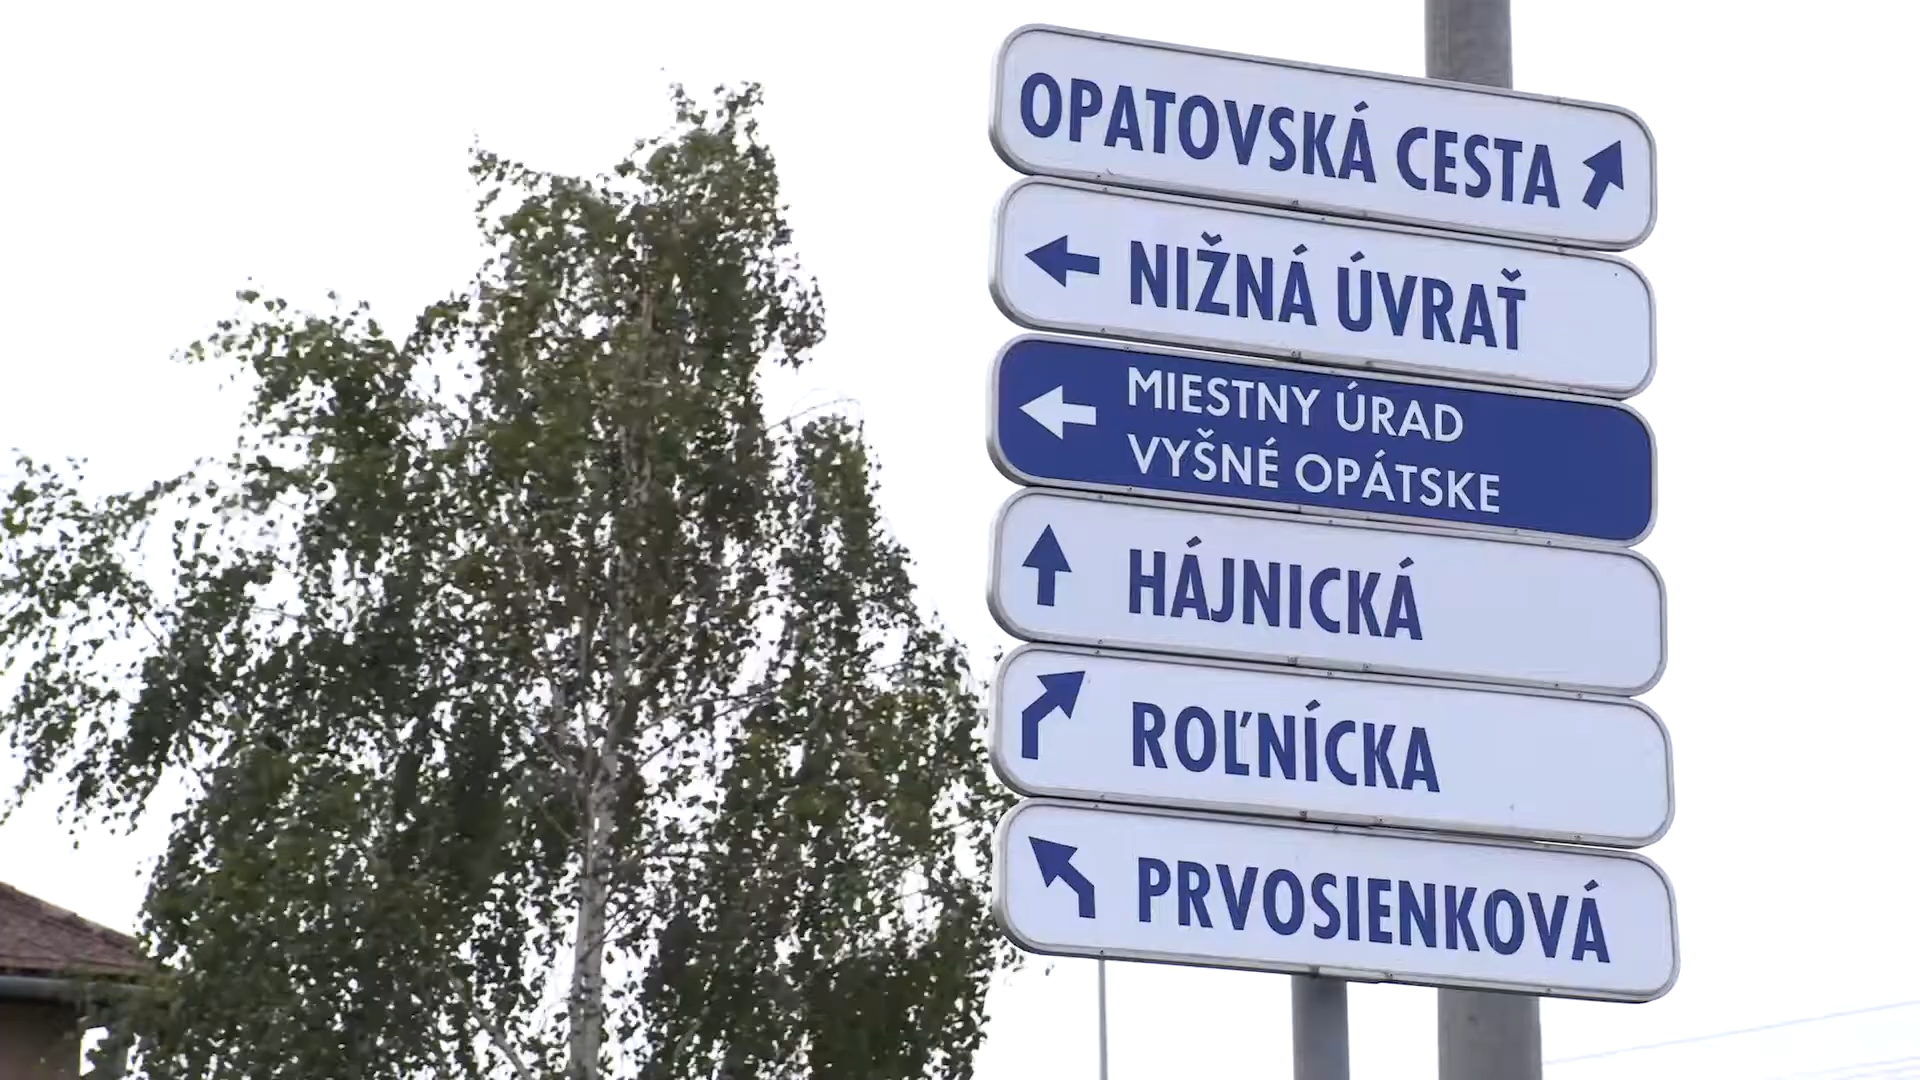 OPATOVSKÁ CESTA
NIŽNÁ ÚVRAŤ
MIESTNY ÚRAD
VYŠNÉ OPÁTSKE
HÁJNICKÁ
ROĽNÍCKA
PRVOSIENKOVÁ